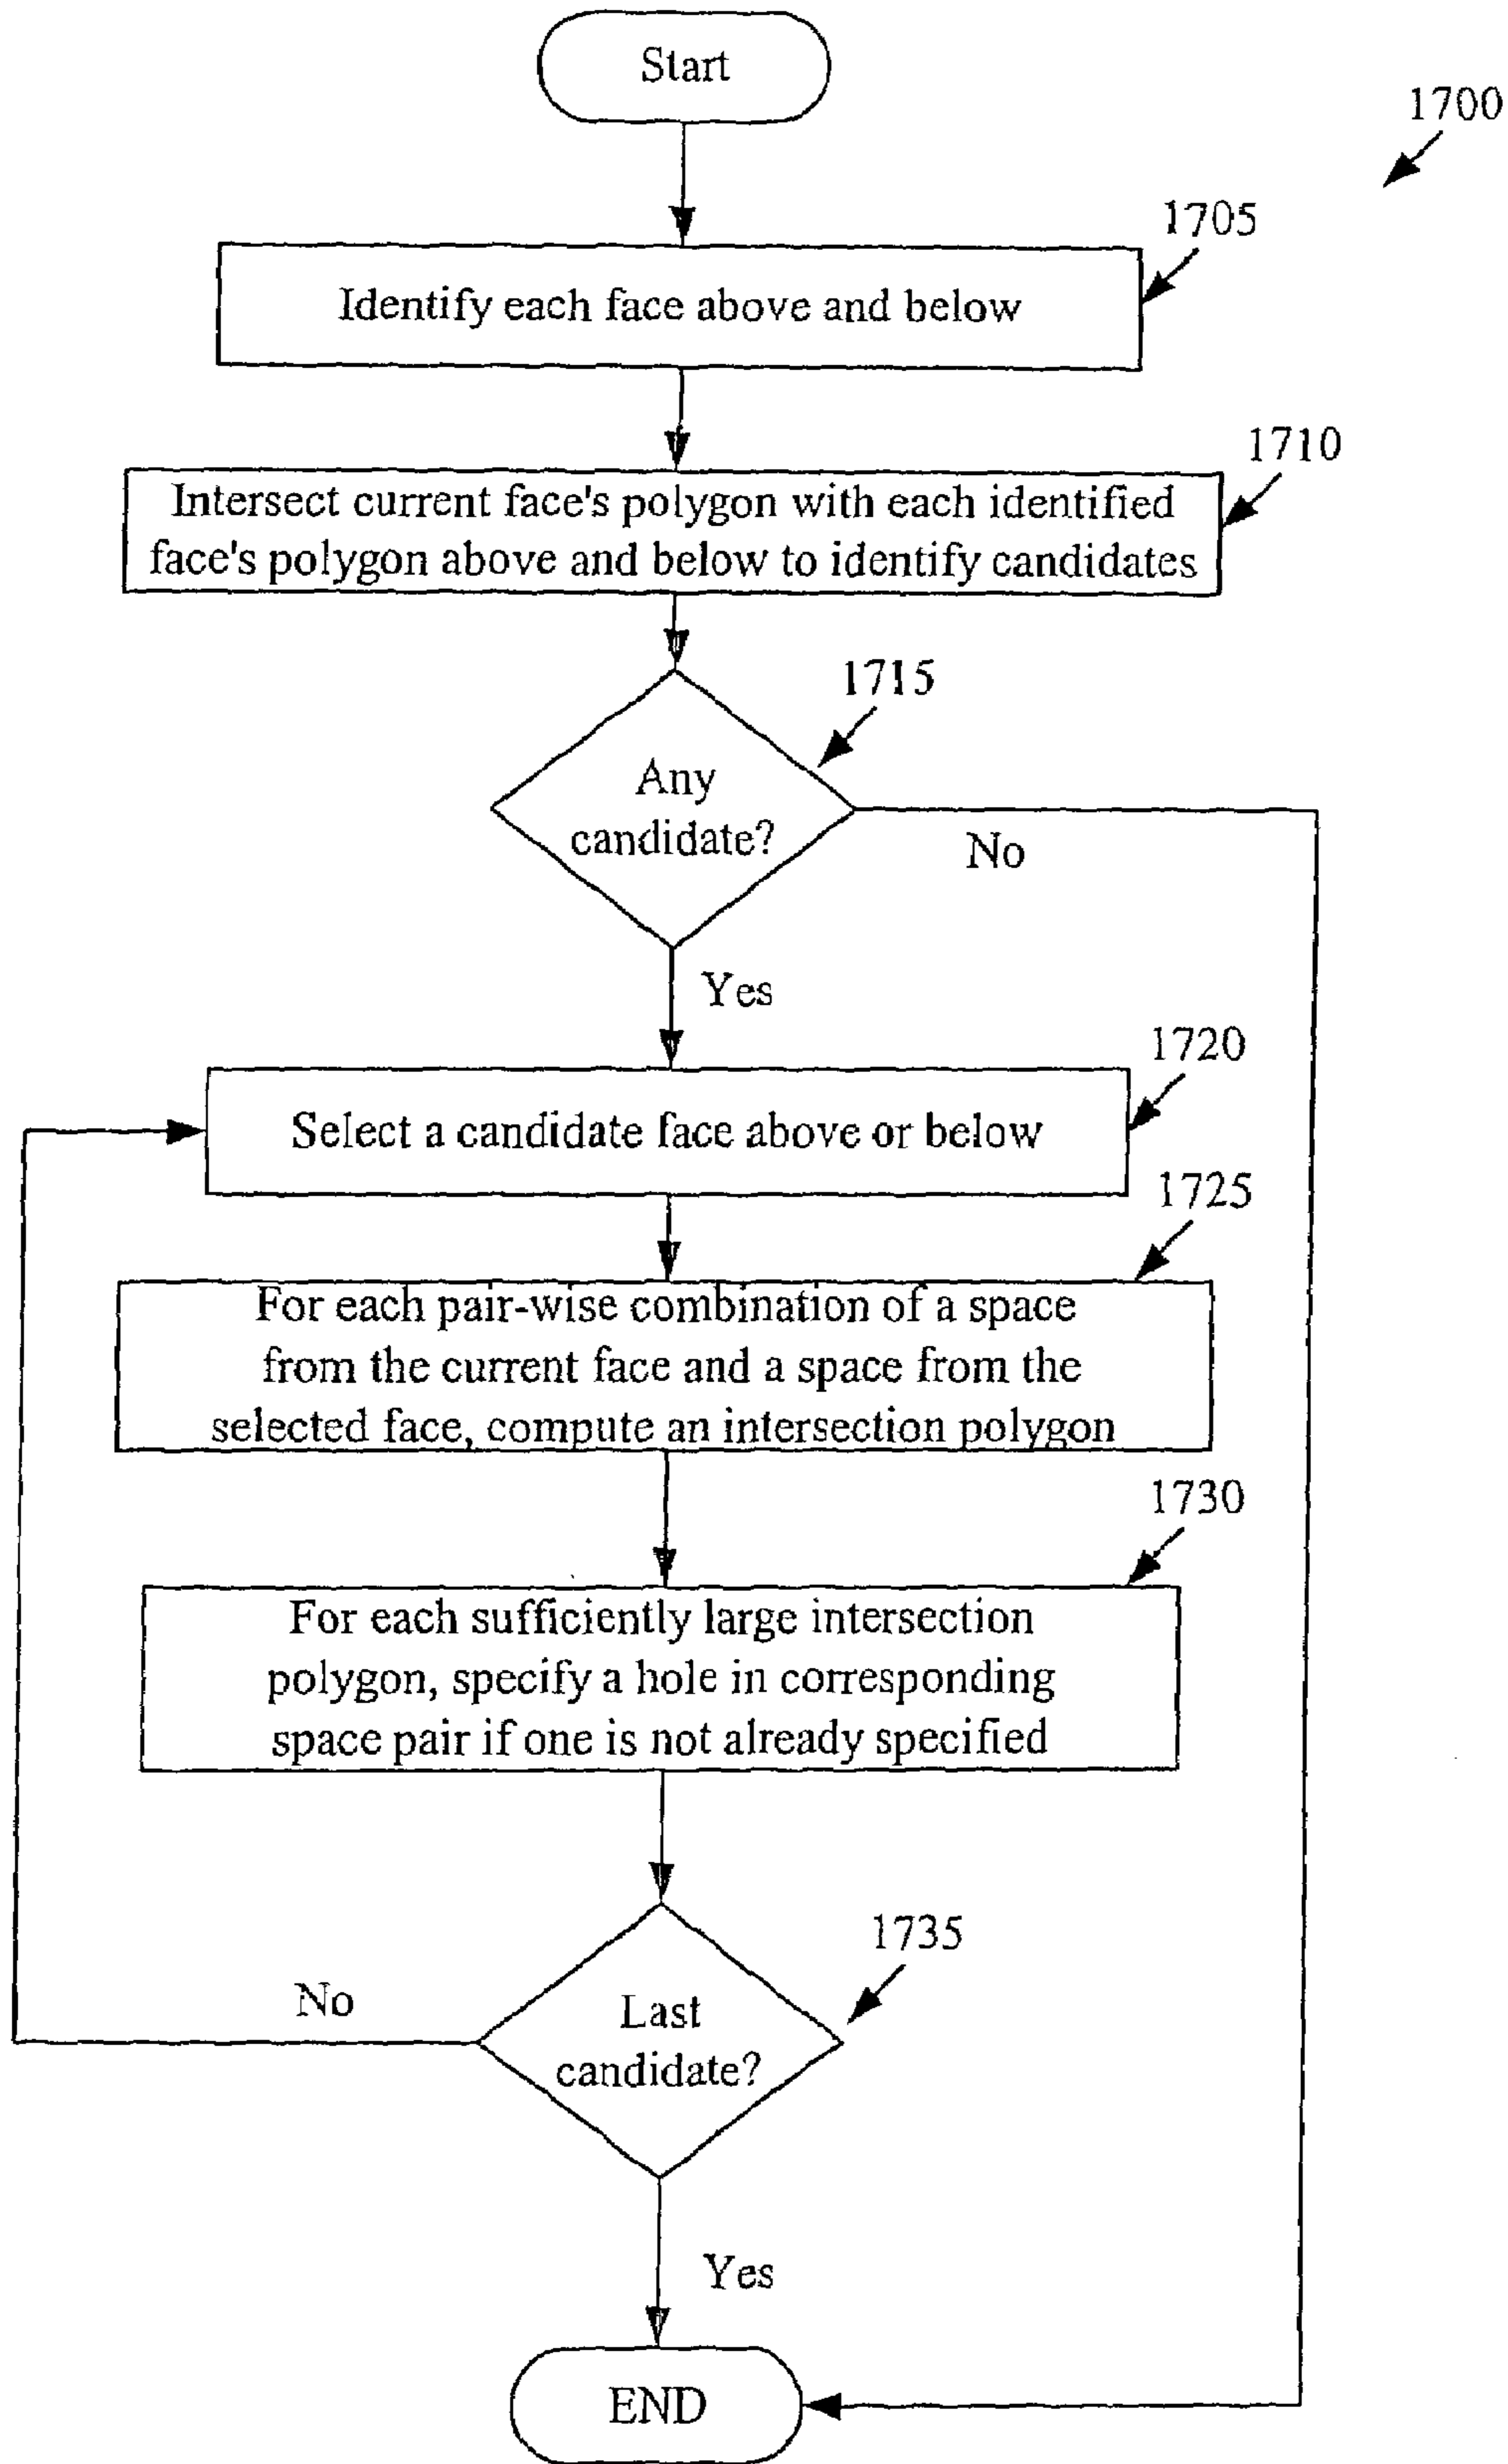 Start
1700
1705
Identify each face above and below
1710
Intersect current face's polygon with each identified
face's polygon above and below to identify candidates
1715
Any
candidate?
No
Yes
1720
Select a candidate face above or below
1725
For each pair-wise combination of a space
from the current face and a space from the
selected face, compute an intersection polygon
1730
For each sufficiently large intersection
polygon, specify a hole in corresponding
space pair if one is not already specified
1735
No
Last
candidate?
Yes
END